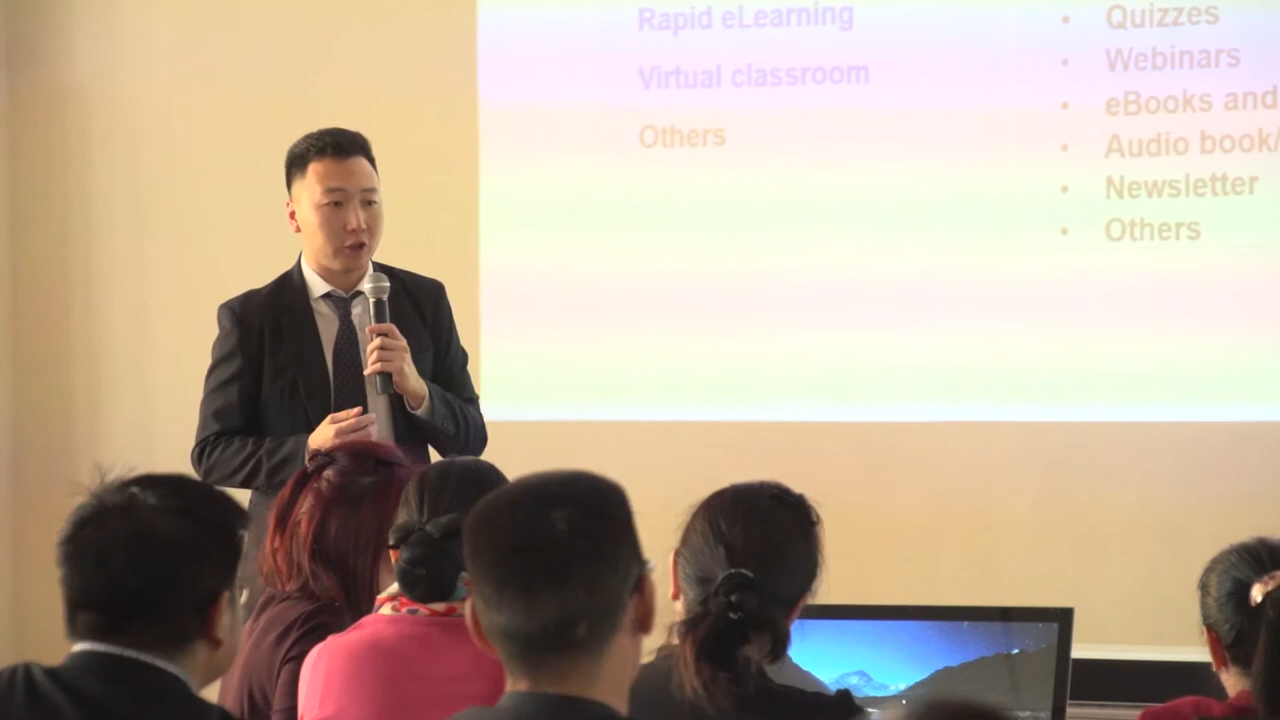 Rapid eLearning
Virtual classroom
Others
• Quizzes
• Webinars
• eBooks and
• Audio book/
• Newsletter
• Others